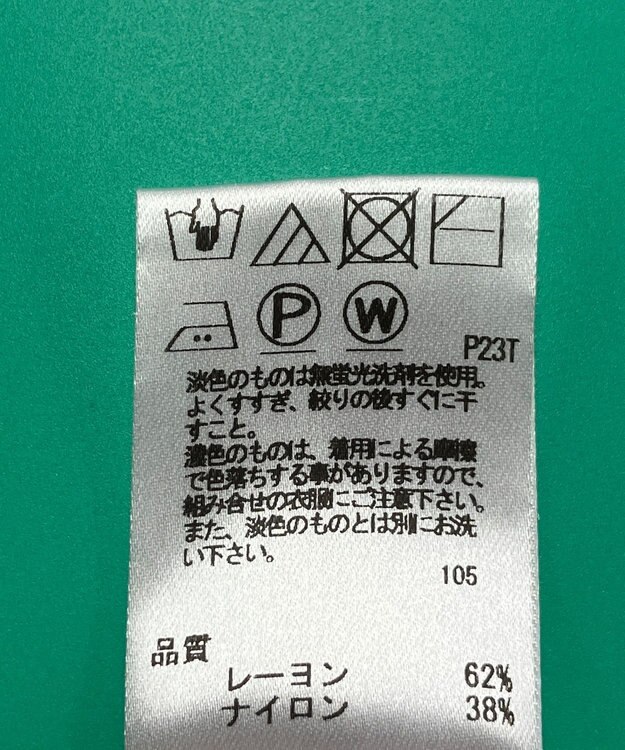 P W
P23T
淡色のものは無蛍光洗剤を使用。
よくすすぎ、絞りの後すぐに干
すこと。
濃色のものは、着用による摩擦
で色落ちする事がありますので、
組み合せの衣服にご注意下さい。
また、淡色のものとは別にお洗
い下さい。
105
品質
レーヨン 62%
ナイロン 38%